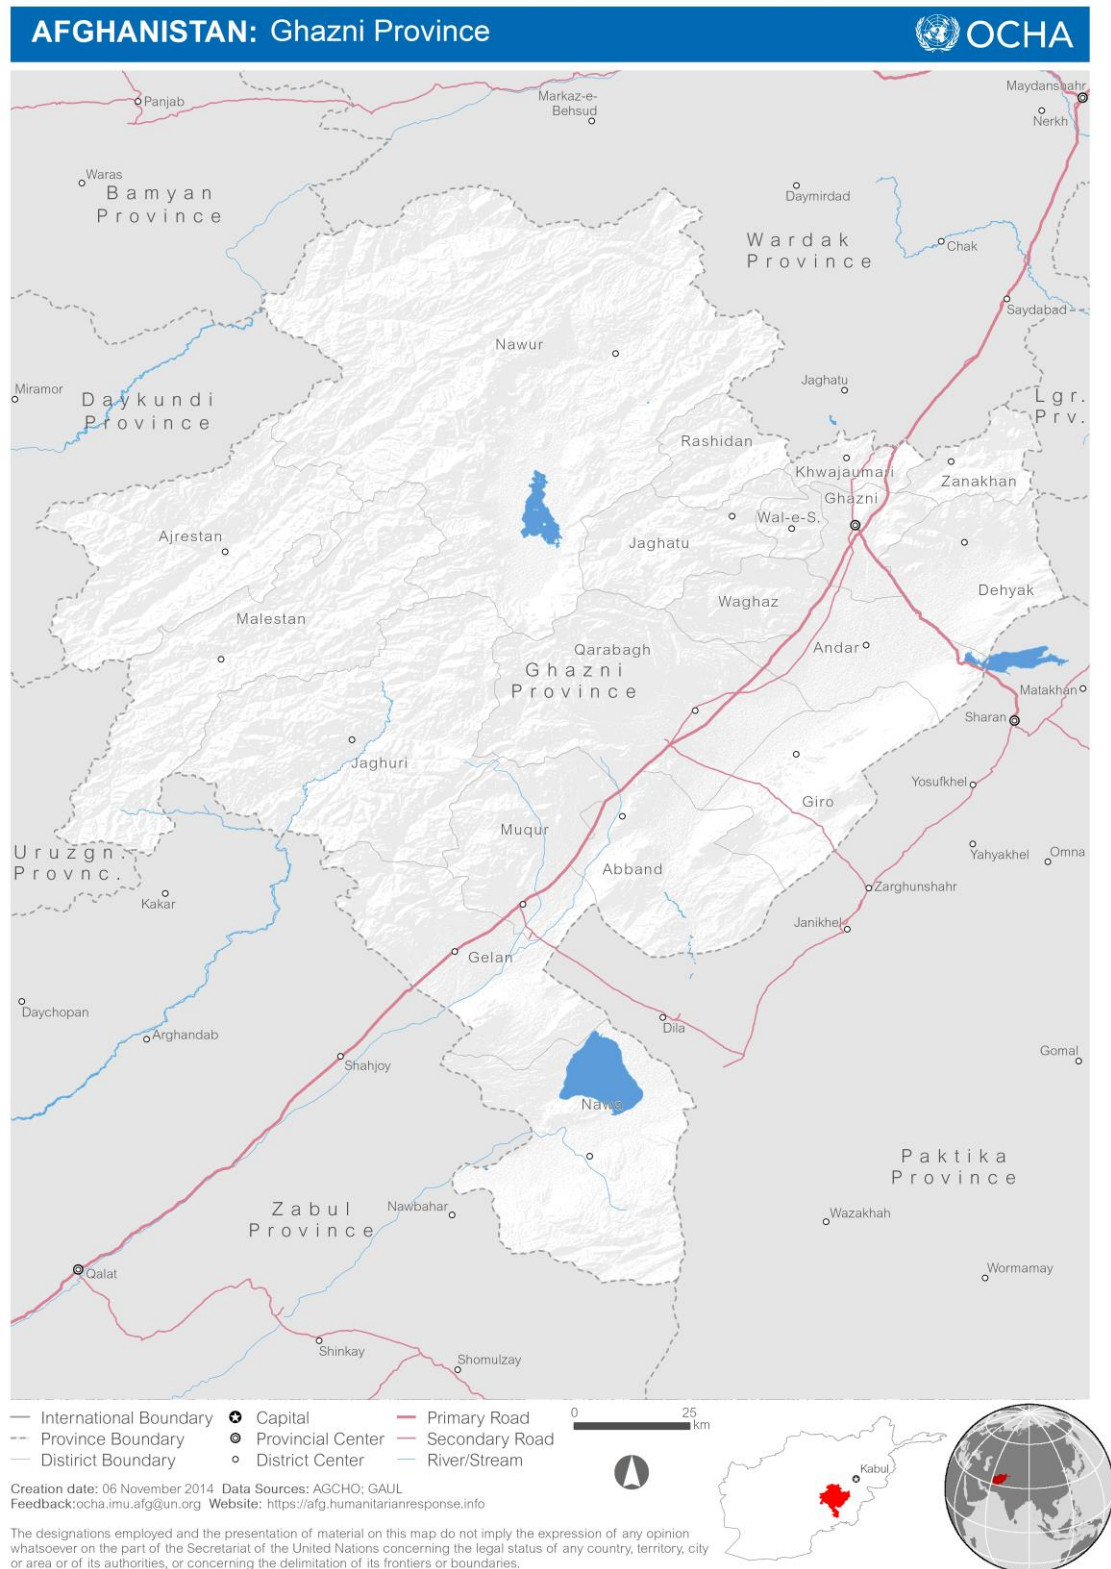 AFGHANISTAN: Ghazni Province
OCHA
Panjab
Markaz-e-
Behsud
Maydanshahr
Nerkh
Waras
Bamyan
Province
Daymirdad
Wardak
Province
Chak
Saydabad
Nawur
Miramor
Daykundi
Province
Jaghatu
Lgr.
Prv.
Rashidan
Khwajaumari
Zanakhan
Ghazni
Ajrestan
Wal-e-S.
Jaghatu
Dehyak
Waghaz
Malestan
Andar
Qarabagh
Ghazni
Province
Matakhan
Sharan
Jaghuri
Yosufkhel
Giro
Muqur
Uruzgn.
Provnc.
Yahyakhel
Omna
Abband
Zarghunshahr
Kakar
Janikhel
Gelan
Daychopan
Arghandab
Dila
Shahjoy
Gomal
Nawa
Paktika
Province
Zabul
Province
Nawbahar
Wazakhah
Qalat
Wormamay
Shinkay
Shomulzay
International Boundary
Province Boundary
Distirict Boundary
Capital
Provincial Center
District Center
Primary Road
Secondary Road
River/Stream
0 25
km
Kabul
Creation date: 06 November 2014 Data Sources: AGCHO; GAUL
Feedback:ocha.imu.afg@un.org Website: https://afg.humanitarianresponse.info
The designations employed and the presentation of material on this map do not imply the expression of any opinion
whatsoever on the part of the Secretariat of the United Nations concerning the legal status of any country, territory, city
or area or of its authorities, or concerning the delimitation of its frontiers or boundaries.